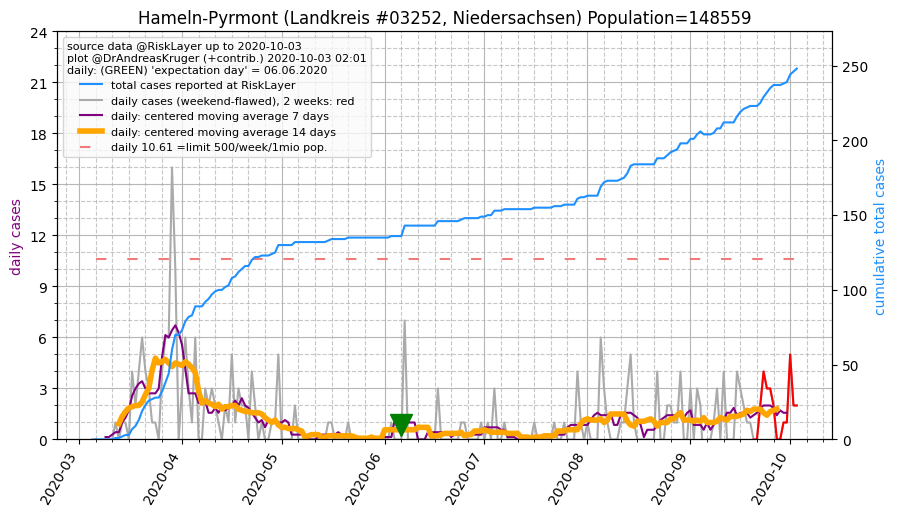 Hameln-Pyrmont (Landkreis #03252, Niedersachsen) Population=148559
source data @RiskLayer up to 2020-10-03
plot @DrAndreasKruger (+contrib.) 2020-10-03 02:01
daily: (GREEN) 'expectation day' = 06.06.2020
total cases reported at RiskLayer
daily cases (weekend-flawed), 2 weeks: red
daily: centered moving average 7 days
daily: centered moving average 14 days
daily 10.61 =limit 500/week/1mio pop.
daily cases
24
21
18
15
12
9
6
3
0
250
200
150
100
50
0
cumulative total cases
2020-03
2020-04
2020-05
2020-06
2020-07
2020-08
2020-09
2020-10